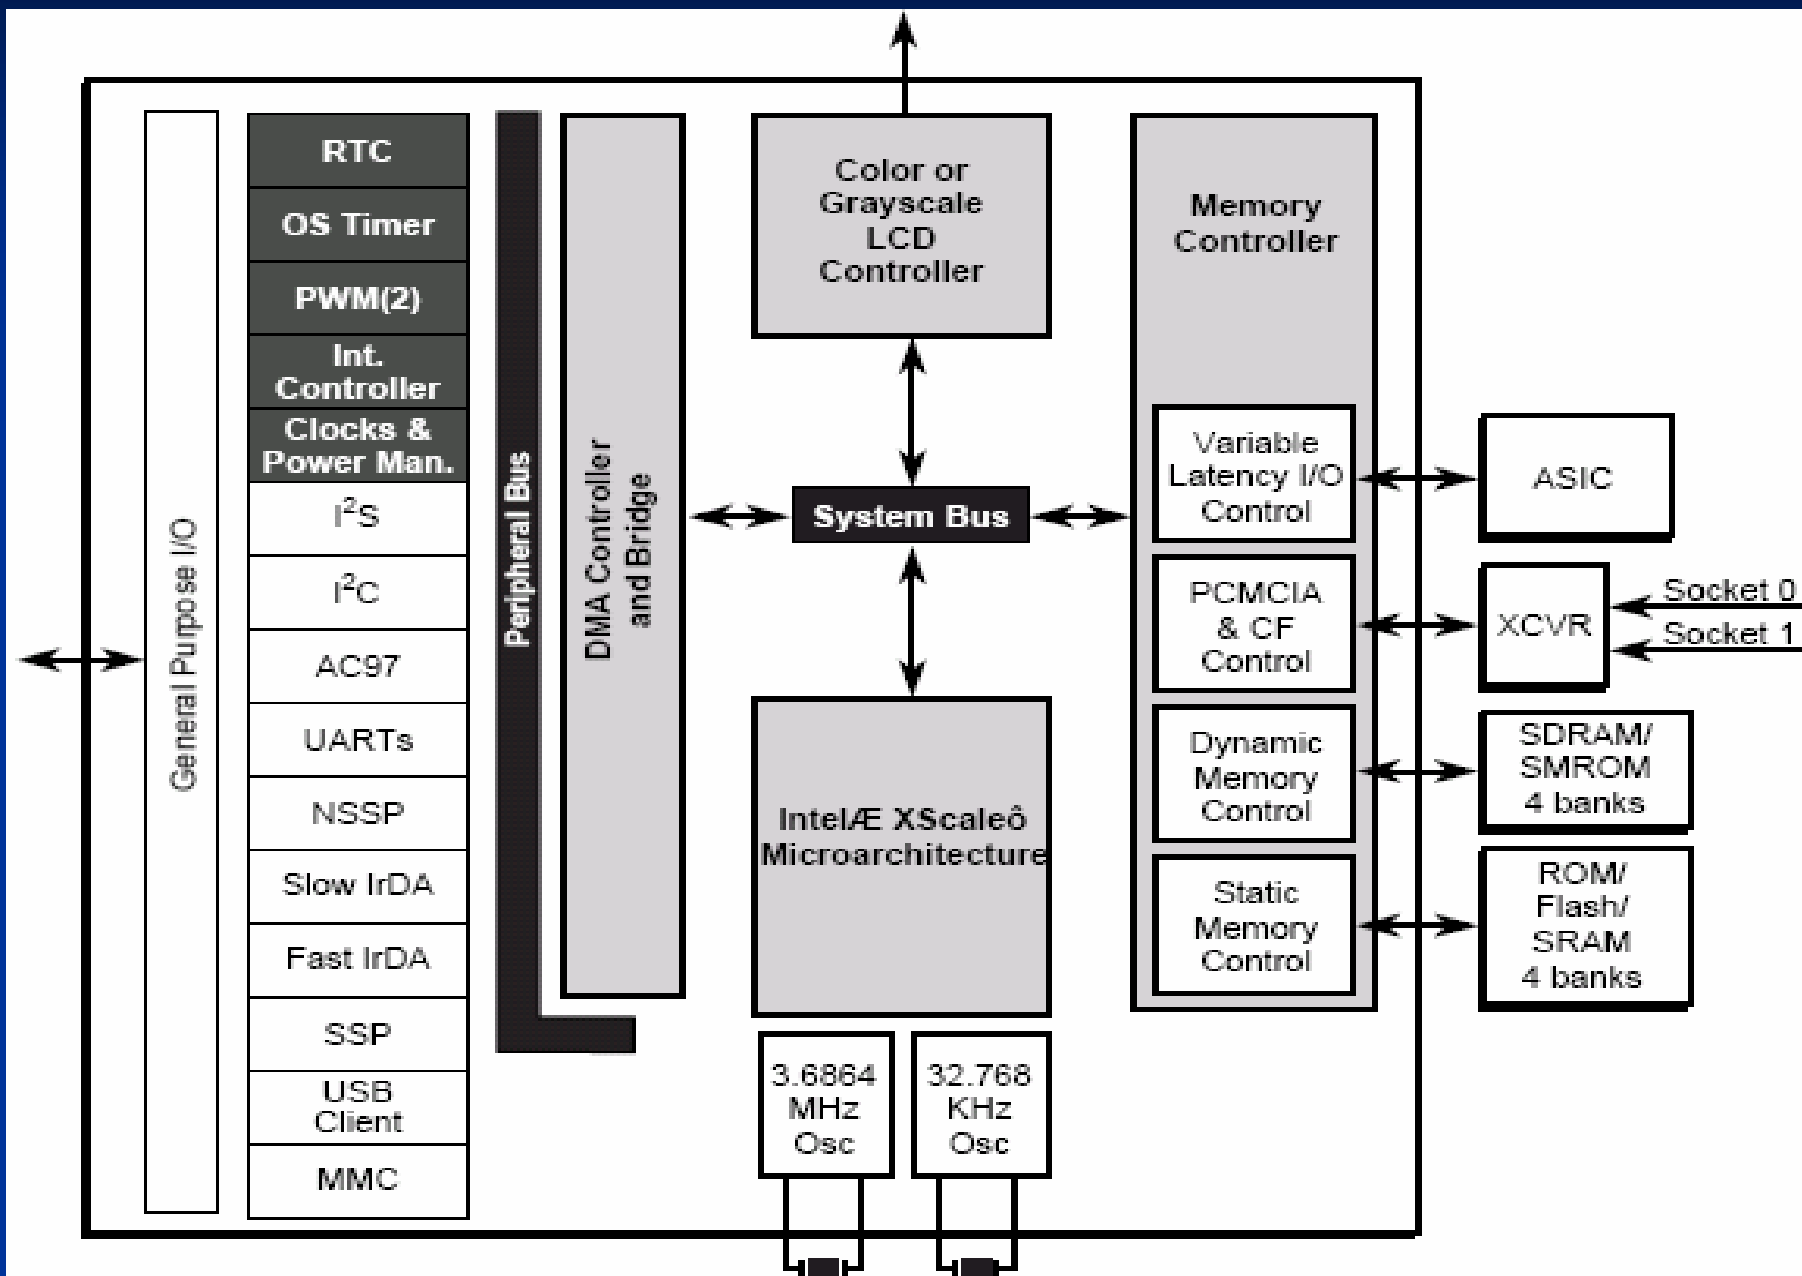 General Purpose I/O
RTC
OS Timer
PWM(2)
Int.
Controller
Clocks &
Power Man.
I²S
I²C
AC97
UARTs
NSSP
Slow IrDA
Fast IrDA
SSP
USB
Client
MMC
Peripheral Bus
DMA Controller
and Bridge
Color or
Grayscale
LCD
Controller
System Bus
IntelÆ XScaleô
Microarchitecture
3.6864
MHz
Osc
32.768
KHz
Osc
Memory
Controller
Variable
Latency I/O
Control
PCMCIA
& CF
Control
Dynamic
Memory
Control
Static
Memory
Control
ASIC
XCVR
Socket 0
Socket 1
SDRAM/
SMROM
4 banks
ROM/
Flash/
SRAM
4 banks